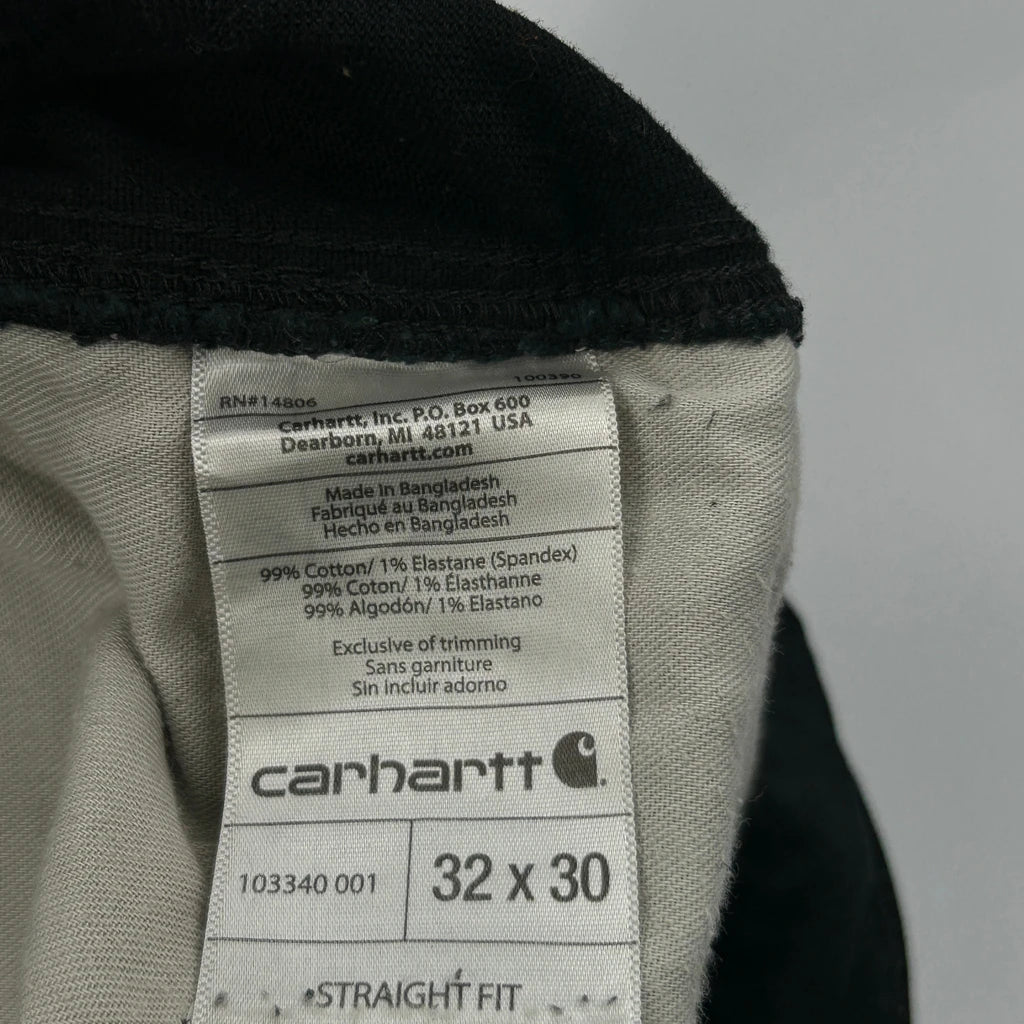 100390
RN#14806
Carhartt, Inc. P.O. Box 600
Dearborn, MI 48121 USA
carhartt.com
Made in Bangladesh
Fabriqué au Bangladesh
Hecho en Bangladesh
99% Cotton/ 1% Elastane (Spandex)
99% Coton/ 1% Élasthanne
99% Algodón/ 1% Elastano
Exclusive of trimming
Sans garniture
Sin incluir adorno
carhartt
103340 001
32 x 30
STRAIGHT FIT